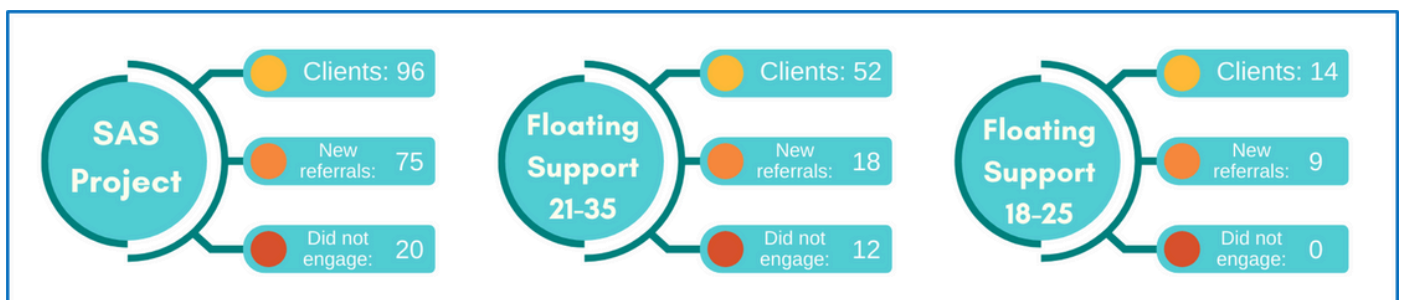 SAS
Project
Clients: 96
New
referrals: 75
Did not
engage: 20
Floating
Support
21-35
Clients: 52
New
referrals: 18
Did not
engage: 12
Floating
Support
18-25
Clients: 14
New
referrals: 9
Did not
engage: 0